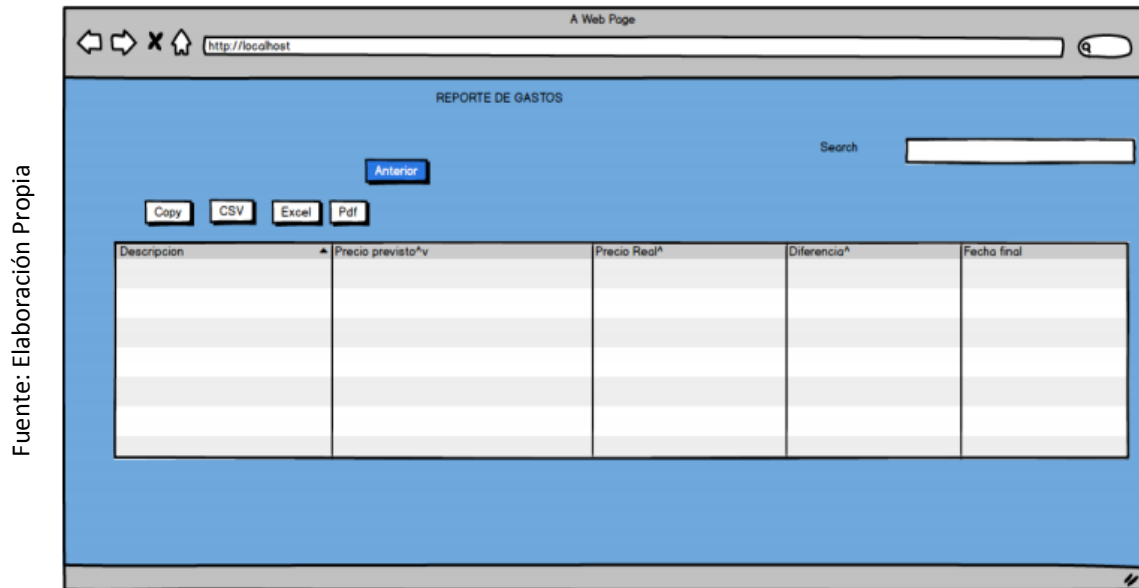 A Web Page
http://localhost
REPORTE DE GASTOS
Search
Anterior
Copy CSV Excel Pdf
Descripcion Precio previsto^v Precio Real^ Diferencia^ Fecha final
Fuente: Elaboración Propia